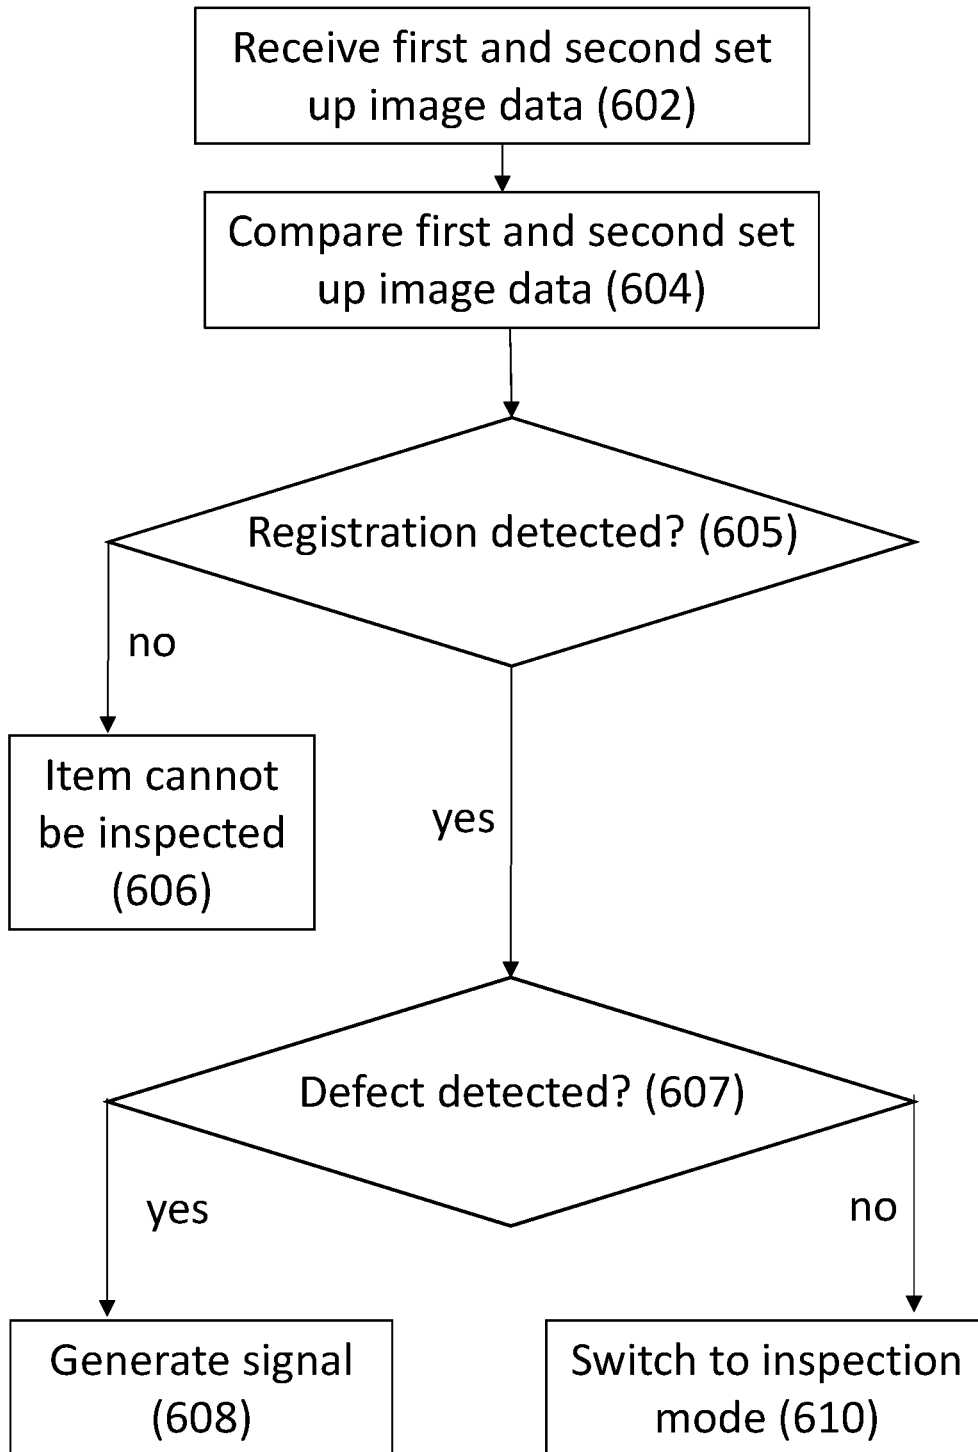 Receive first and second set
up image data (602)
Compare first and second set
up image data (604)
Registration detected? (605)
no
Item cannot
be inspected
(606)
yes
Defect detected? (607)
yes
no
Generate signal
(608)
Switch to inspection
mode (610)